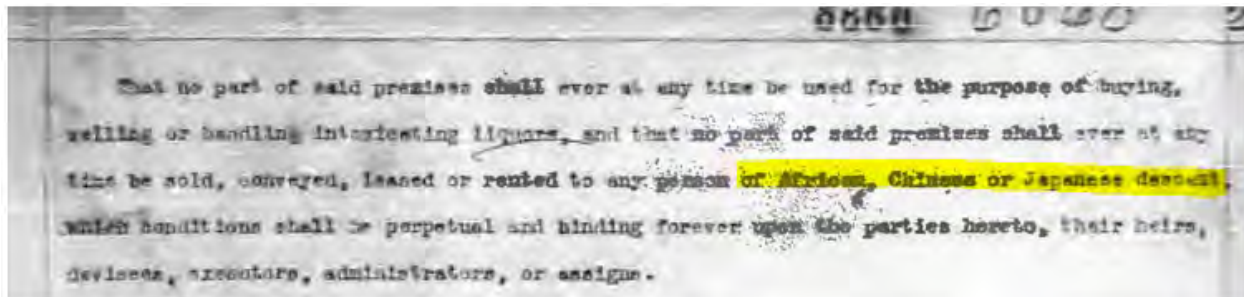 That no part of said premises shall ever at any time be used for the purpose of buying,
selling or handling intoxicating liquors, and that no part of said premises shall ever at any
time be sold, conveyed, leased or rented to any person of African, Chinese or Japanese descent,
which conditions shall be perpetual and binding forever upon the parties hereto, their heirs,
devisees, executors, administrators, or assigns.